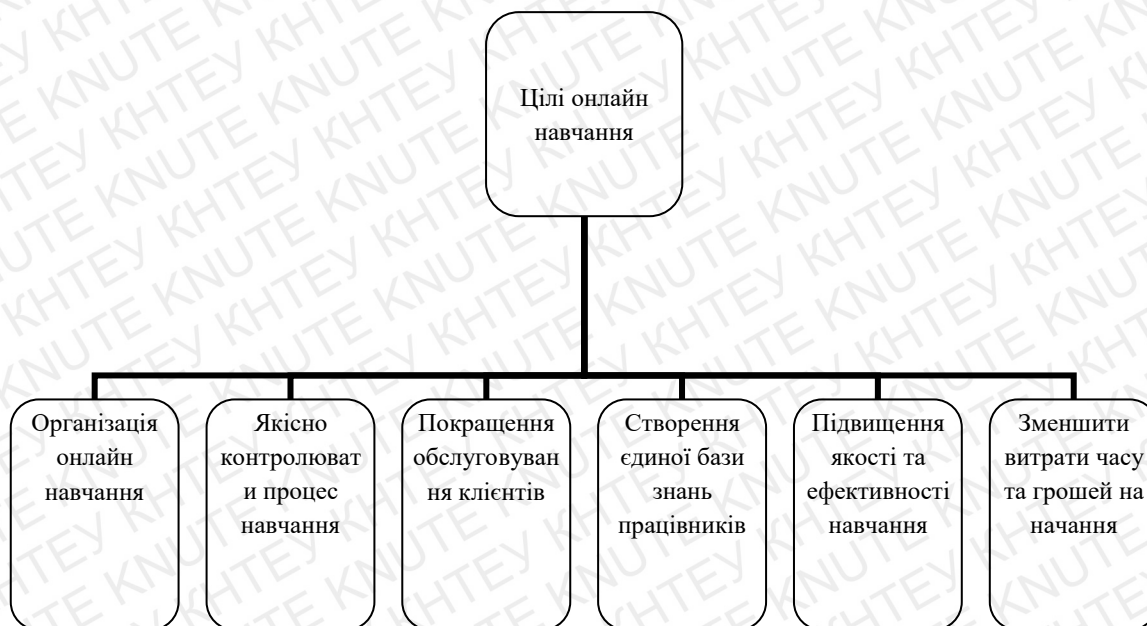 Цілі онлайн
навчання
Організація
онлайн
навчання
Якісно
контролюват
и процес
навчання
Покращення
обслуговуван
ня клієнтів
Створення
єдиної бази
знань
працівників
Підвищення
якості та
ефективності
навчання
Зменшити
витрати часу
та грошей на
начання